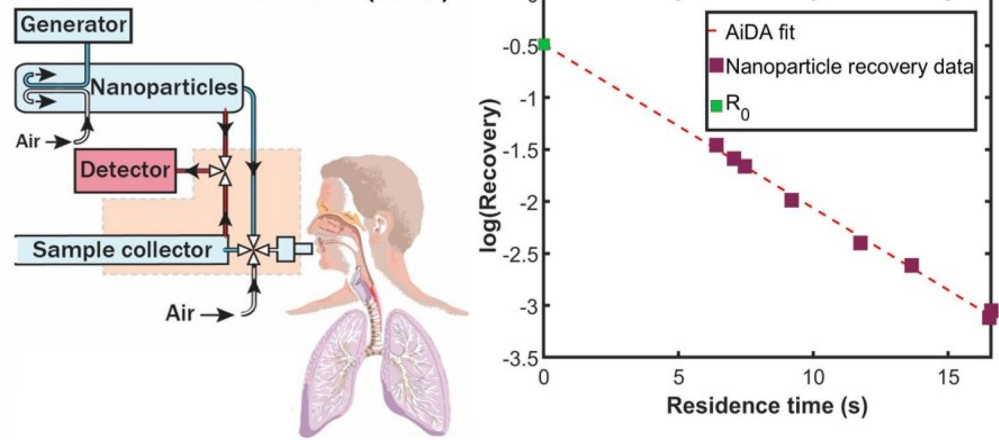 Generator
Nanoparticles
Air
Detector
Sample collector
Air
-0.5
-1
-1.5
-2
-2.5
-3
-3.5
log(Recovery)
AiDA fit
Nanoparticle recovery data
R0
0
5
10
15
Residence time (s)